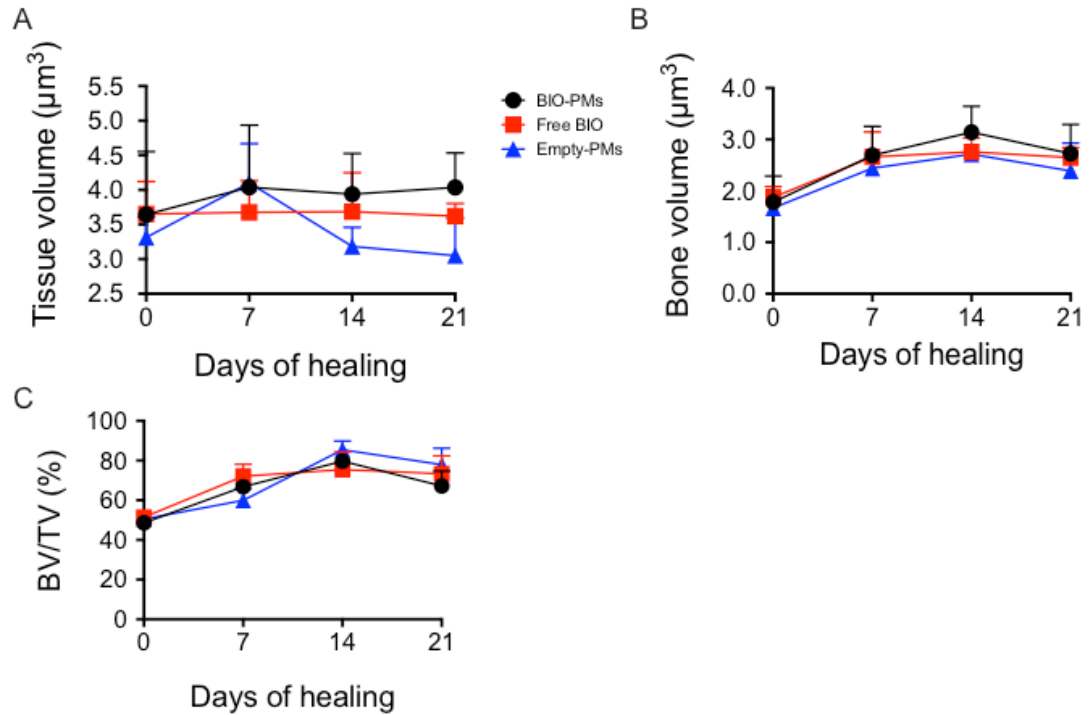 A
Tissue volume (µm³)
5.5
5.0
4.5
4.0
3.5
3.0
2.5
0
7
14
21
Days of healing
BIO-PMs
Free BIO
Empty-PMs
B
Bone volume (µm³)
4.0
3.0
2.0
1.0
0.0
0
7
14
21
Days of healing
C
BV/TV (%)
100
80
60
40
20
0
0
7
14
21
Days of healing